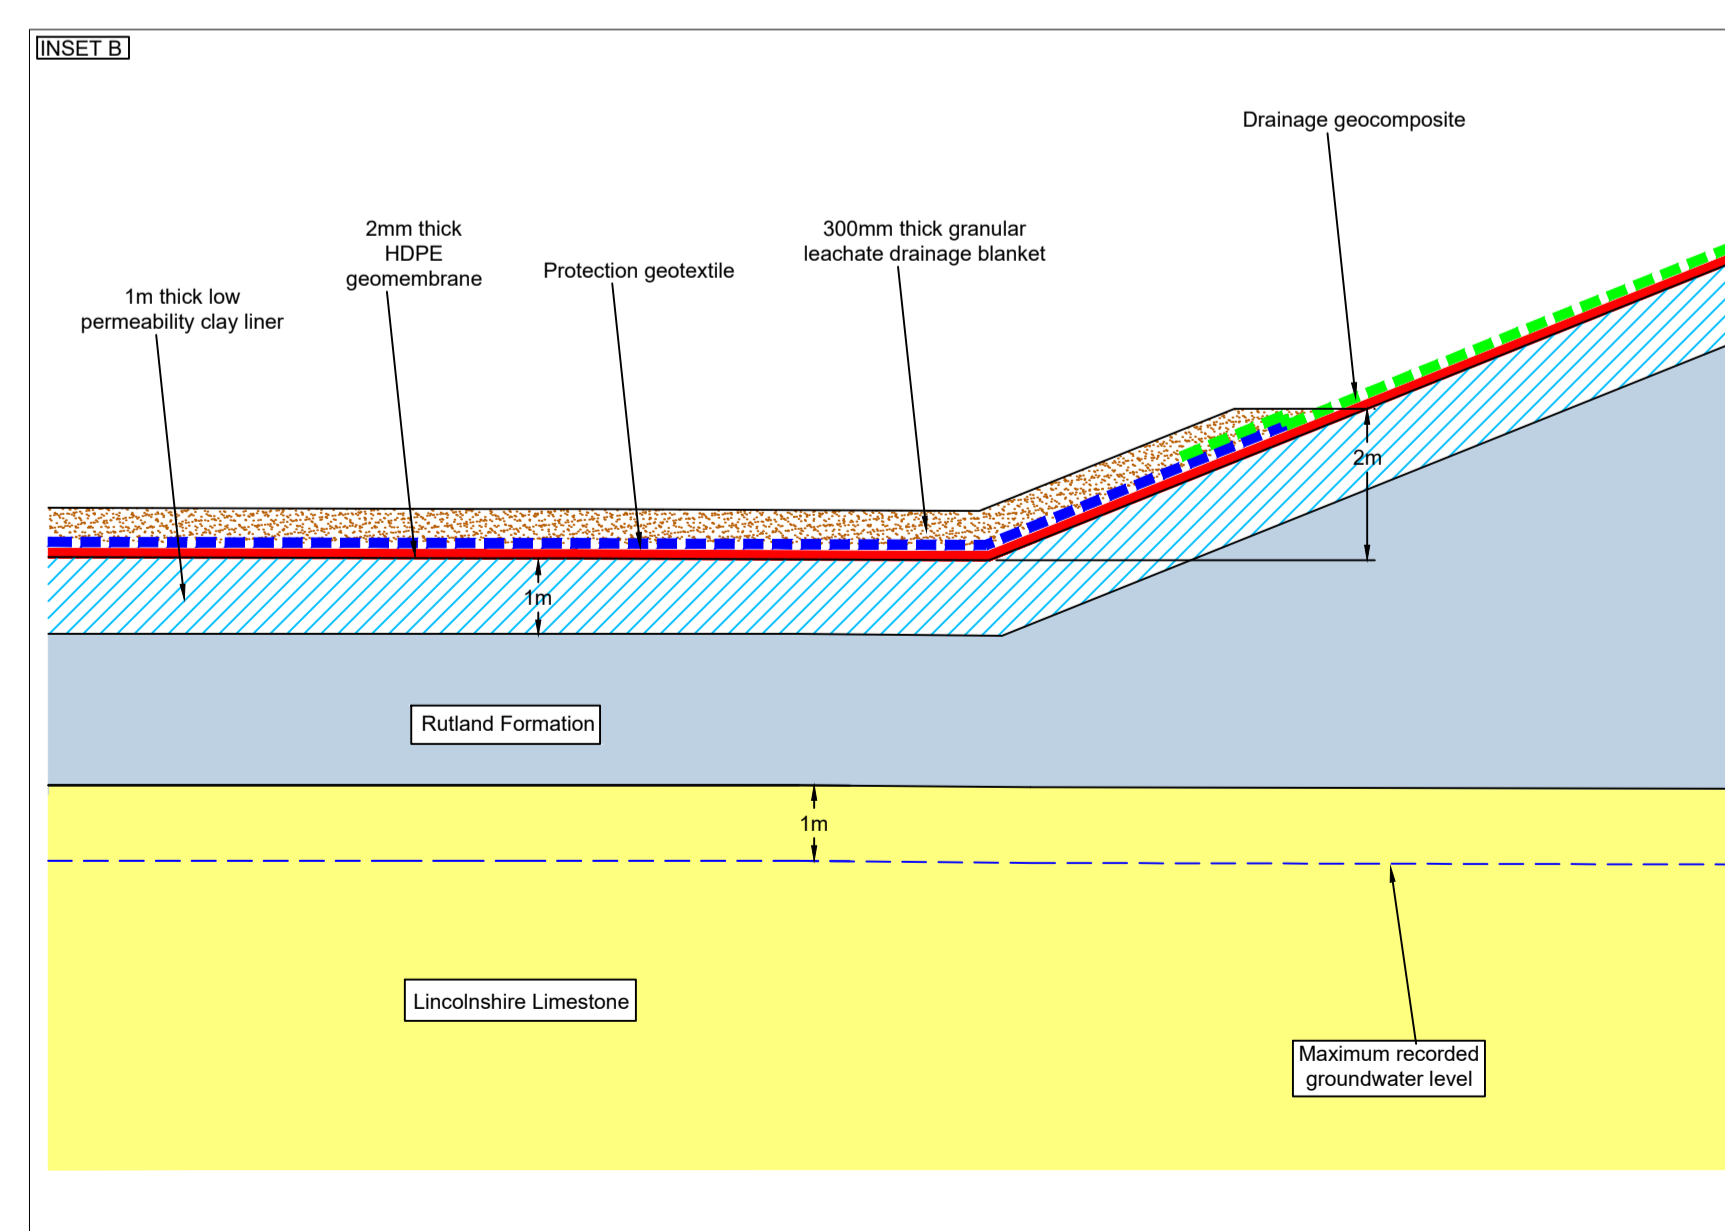 INSET B
Drainage geocomposite
2mm thick
HDPE
geomembrane
Protection geotextile
300mm thick granular
leachate drainage blanket
1m thick low
permeability clay liner
2m
1m
Rutland Formation
1m
Lincolnshire Limestone
Maximum recorded
groundwater level